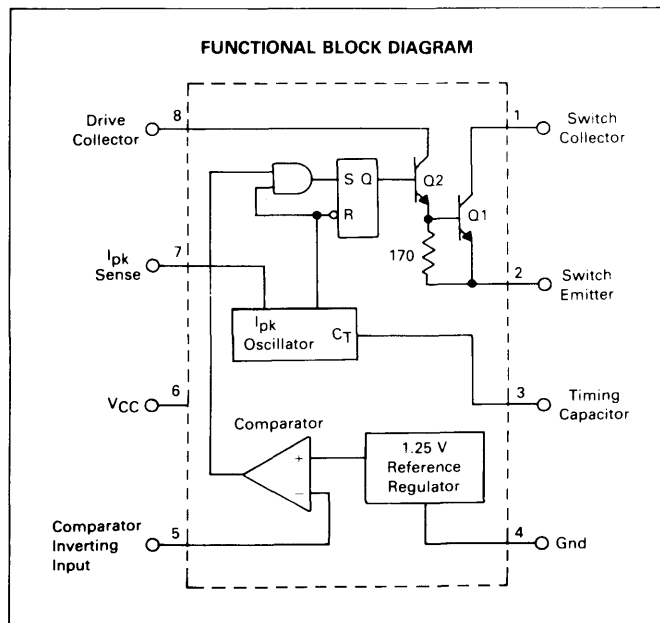 FUNCTIONAL BLOCK DIAGRAM
Drive
Collector
8
1
Switch
Collector
S Q
R
Q2
Q1
170
7
Ipk
Sense
2
Switch
Emitter
Ipk
Oscillator
CT
6
VCC
3
Timing
Capacitor
Comparator
+
−
1.25 V
Reference
Regulator
5
Comparator
Inverting
Input
4
Gnd